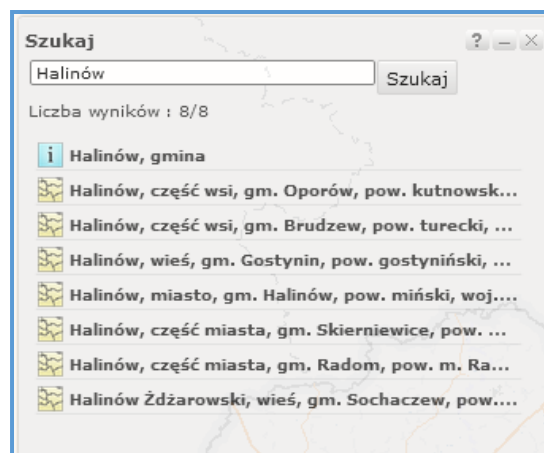 Szukaj
? – ×
Halinów
Szukaj
Liczba wyników : 8/8
i Halinów, gmina
Halinów, część wsi, gm. Oporów, pow. kutnowsk...
Halinów, część wsi, gm. Brudzew, pow. turecki, ...
Halinów, wieś, gm. Gostynin, pow. gostyniński, ...
Halinów, miasto, gm. Halinów, pow. miński, woj....
Halinów, część miasta, gm. Skierniewice, pow. ...
Halinów, część miasta, gm. Radom, pow. m. Ra...
Halinów Żdżarowski, wieś, gm. Sochaczew, pow....